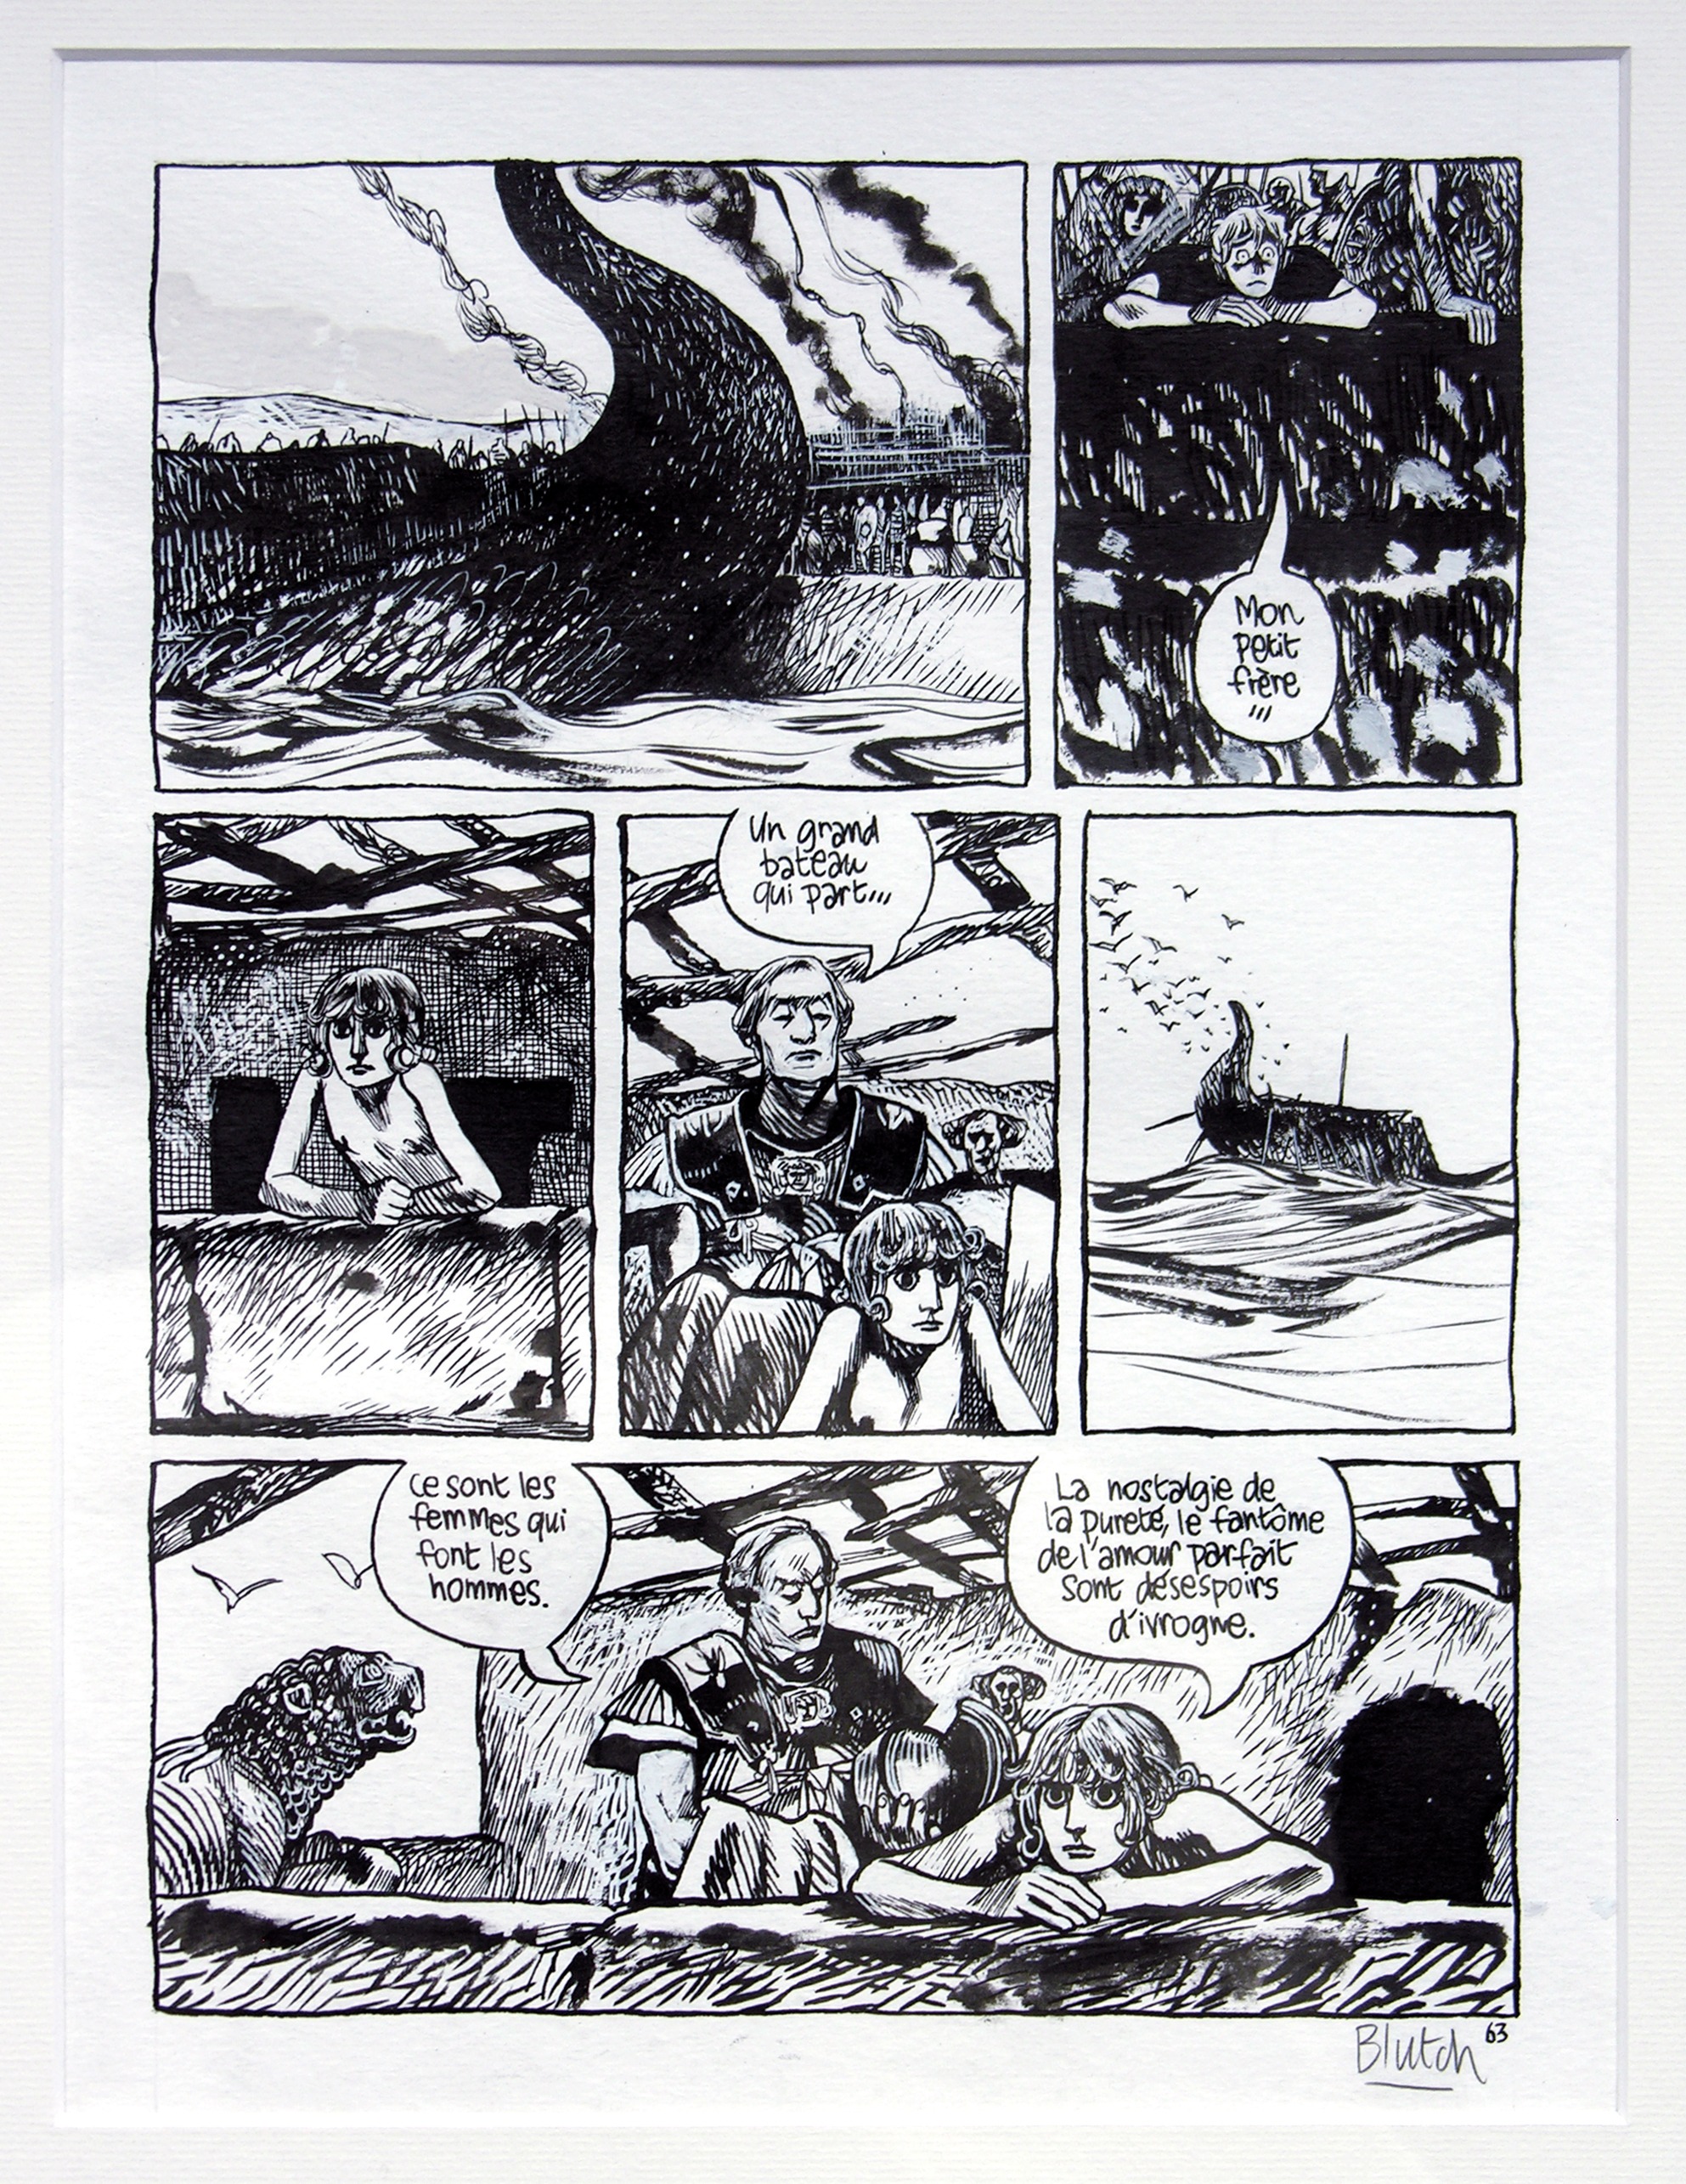 Mon
petit
frère
,,,
Un grand
bateau
qui part,,,
Ce sont les
femmes qui
font les
hommes.
La nostalgie de
la pureté, le fantôme
de l'amour parfait
sont désespoirs
d'ivrogne.
Blutch 63